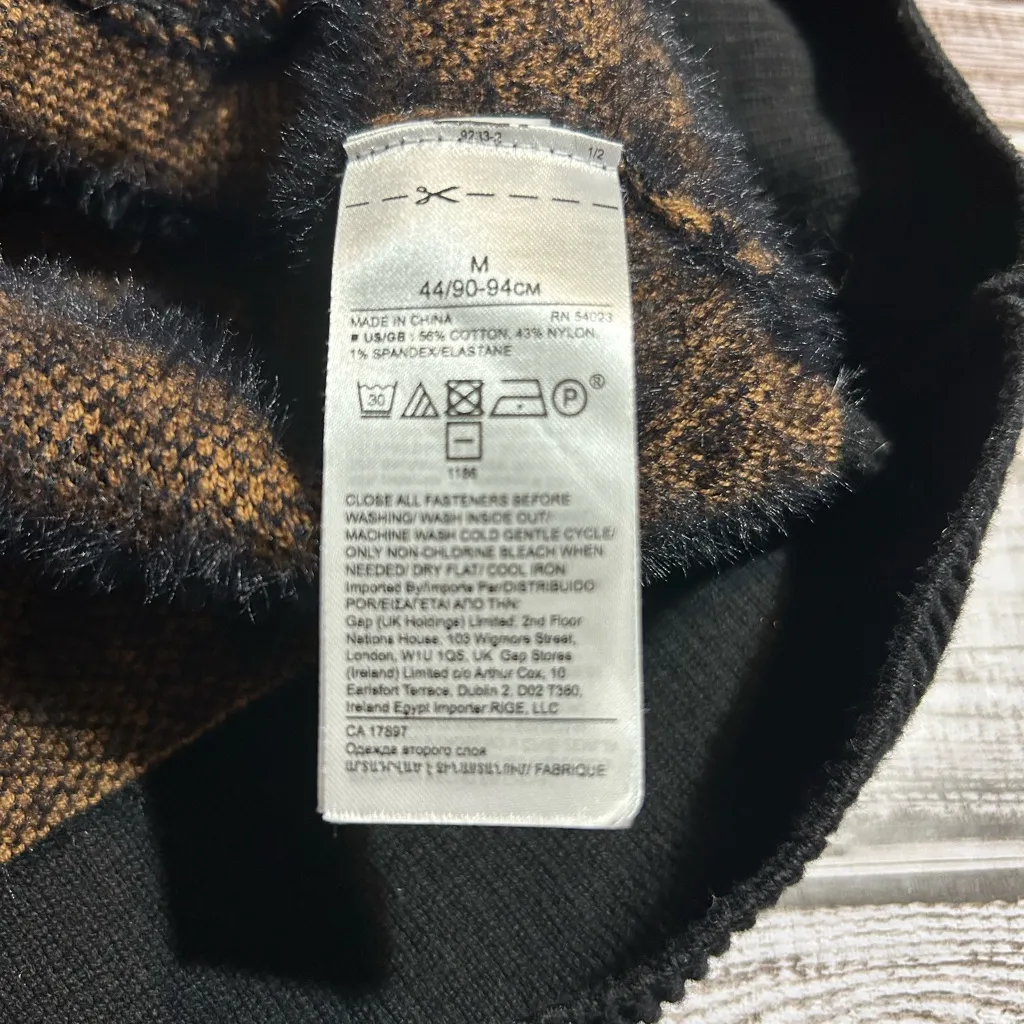 9233-2
1/2
M
44/90-94CM
MADE IN CHINA RN 54023
■ US/GB : 56% COTTON, 43% NYLON,
1% SPANDEX/ELASTANE
30 P ®
1186
CLOSE ALL FASTENERS BEFORE
WASHING/ WASH INSIDE OUT/
MACHINE WASH COLD GENTLE CYCLE/
ONLY NON-CHLORINE BLEACH WHEN
NEEDED/ DRY FLAT/ COOL IRON
Imported By/Importe Par/DISTRIBUIDO
POR/ΕΙΣΑΓΕΤΑΙ ΑΠΟ ΤΗΝ:
Gap (UK Holdings) Limited, 2nd Floor
Nations House, 103 Wigmore Street,
London, W1U 1QS, UK Gap Stores
(Ireland) Limited c/o Arthur Cox, 10
Earlsfort Terrace, Dublin 2, D02 T380,
Ireland Egypt Importer RIGE, LLC
CA 17897
Одежда второго слоя
FABRIQUE